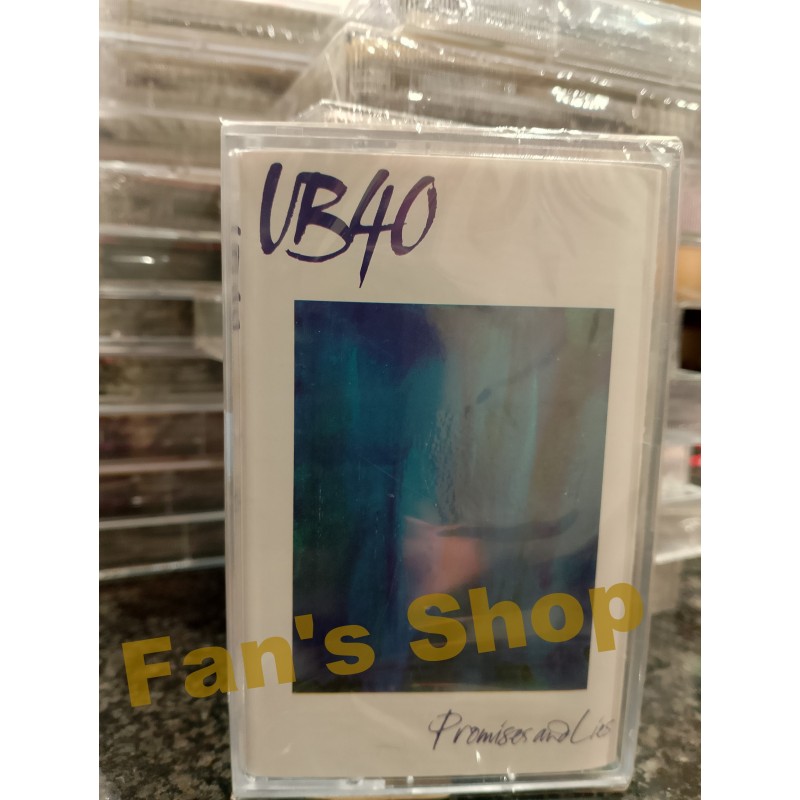 UB40
Fan's Shop
Promises and Lies